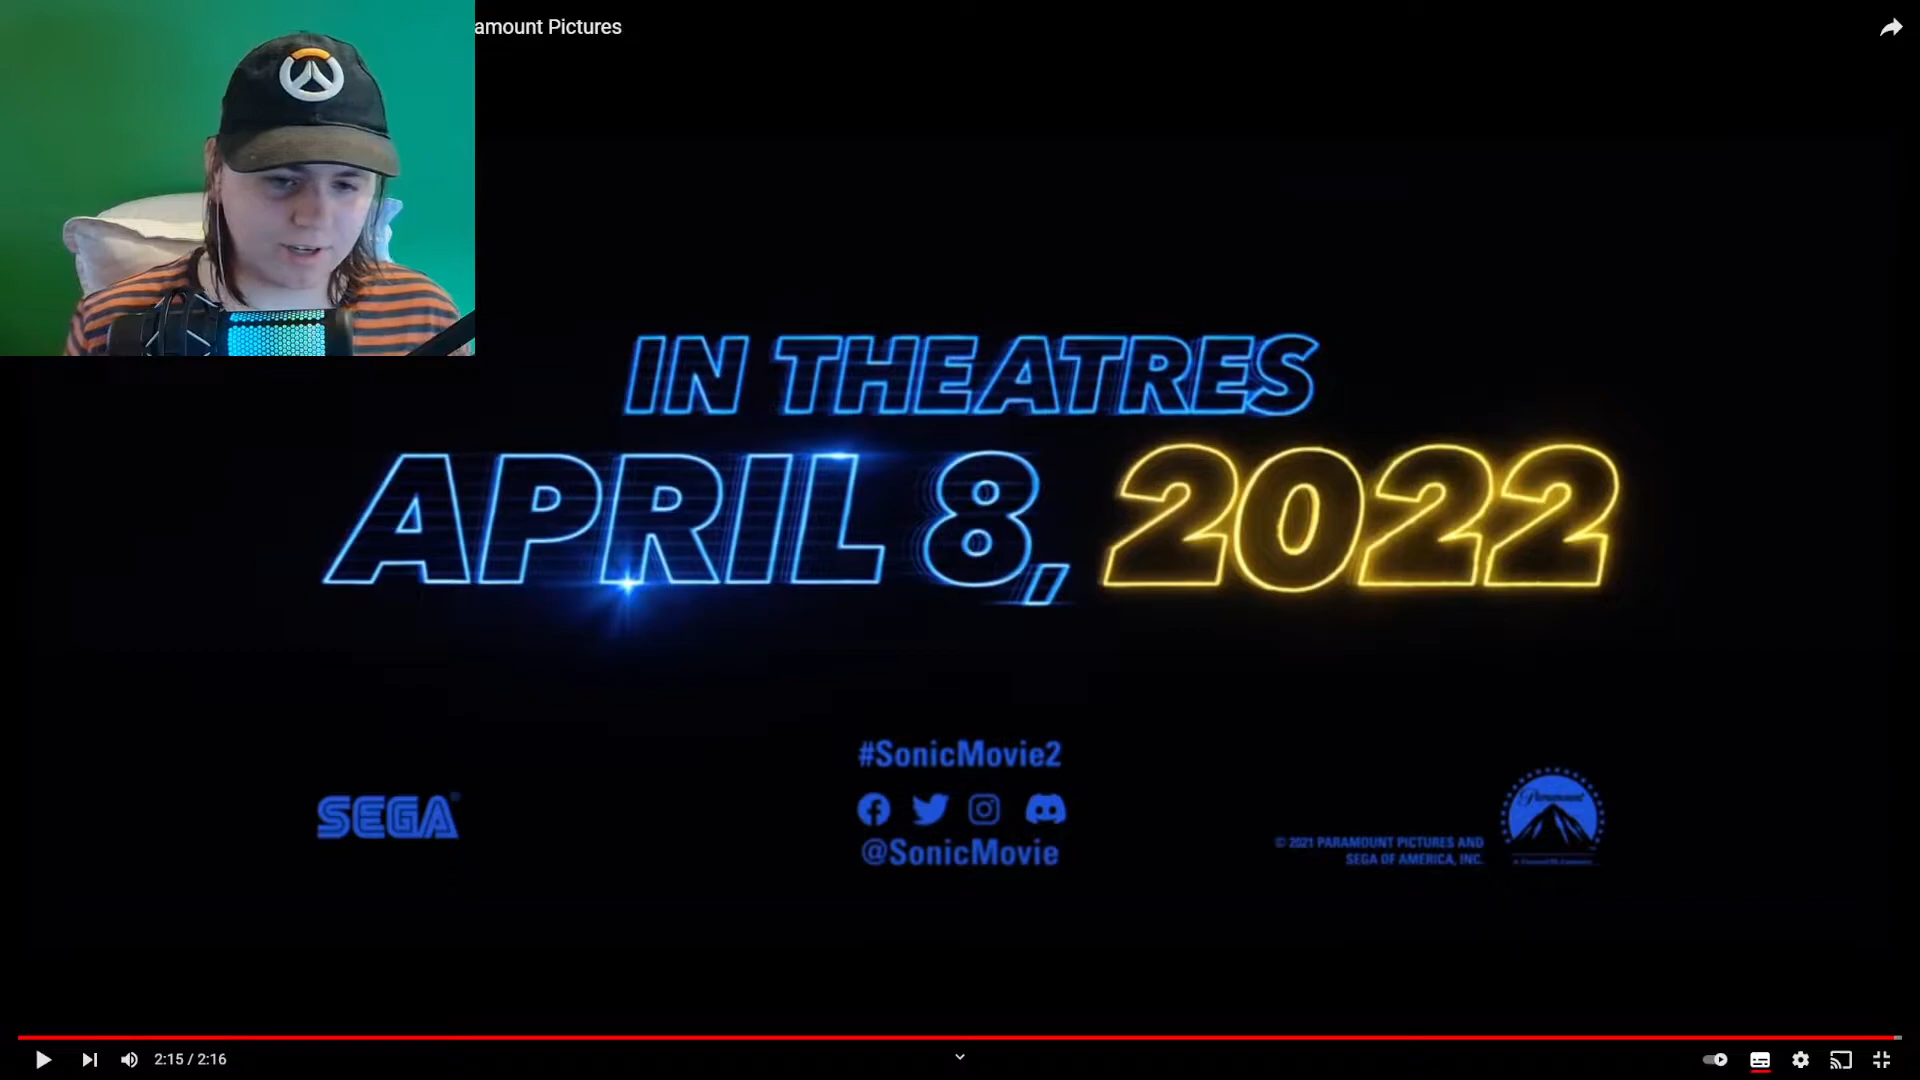 amount Pictures
IN THEATRES
APRIL 8, 2022
#SonicMovie2
@SonicMovie
SEGA
© 2021 PARAMOUNT PICTURES AND
SEGA OF AMERICA, INC.
Paramount
2:15 / 2:16